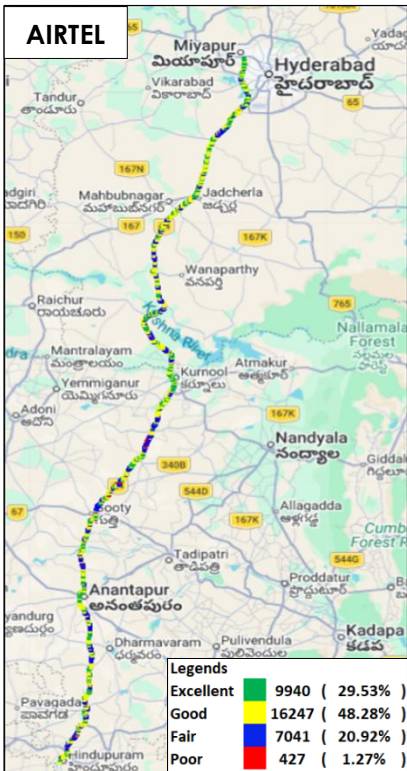 AIRTEL
65
Miyapur
మియాపూర్
Hyderabad
హైదరాబాద్
Vikarabad
వికారాబాద్
Tandur
తాండూరు
65
167N
Jadcherla
జడ్చర్ల
Mahbubnagar
మహబూబ్‌నగర్
150
167
167K
Wanaparthy
వనపర్తి
Raichur
రాయచూరు
765
Krishna River
Nallamala
Forest
Mantralayam
మంత్రాలయం
Atmakur
ఆత్మకూర్
Kurnool
కర్నూలు
Yemmiganur
యెమ్మిగనూరు
Adoni
ఆదోని
167K
Nandyala
నంద్యాల
340B
544D
67
Gooty
గుత్తి
Allagadda
ఆళ్లగడ్డ
167K
Tadipatri
తాడిపత్రి
544G
Proddatur
ప్రొద్దుటూర్
Anantapur
అనంతపురం
Kadapa
కడప
Dharmavaram
ధర్మవరం
Pulivendula
పులివెందుల
Pavagada
పావగడ
Hindupuram
హిందూపురం
Legends
Excellent 9940 ( 29.53% )
Good 16247 ( 48.28% )
Fair 7041 ( 20.92% )
Poor 427 ( 1.27% )